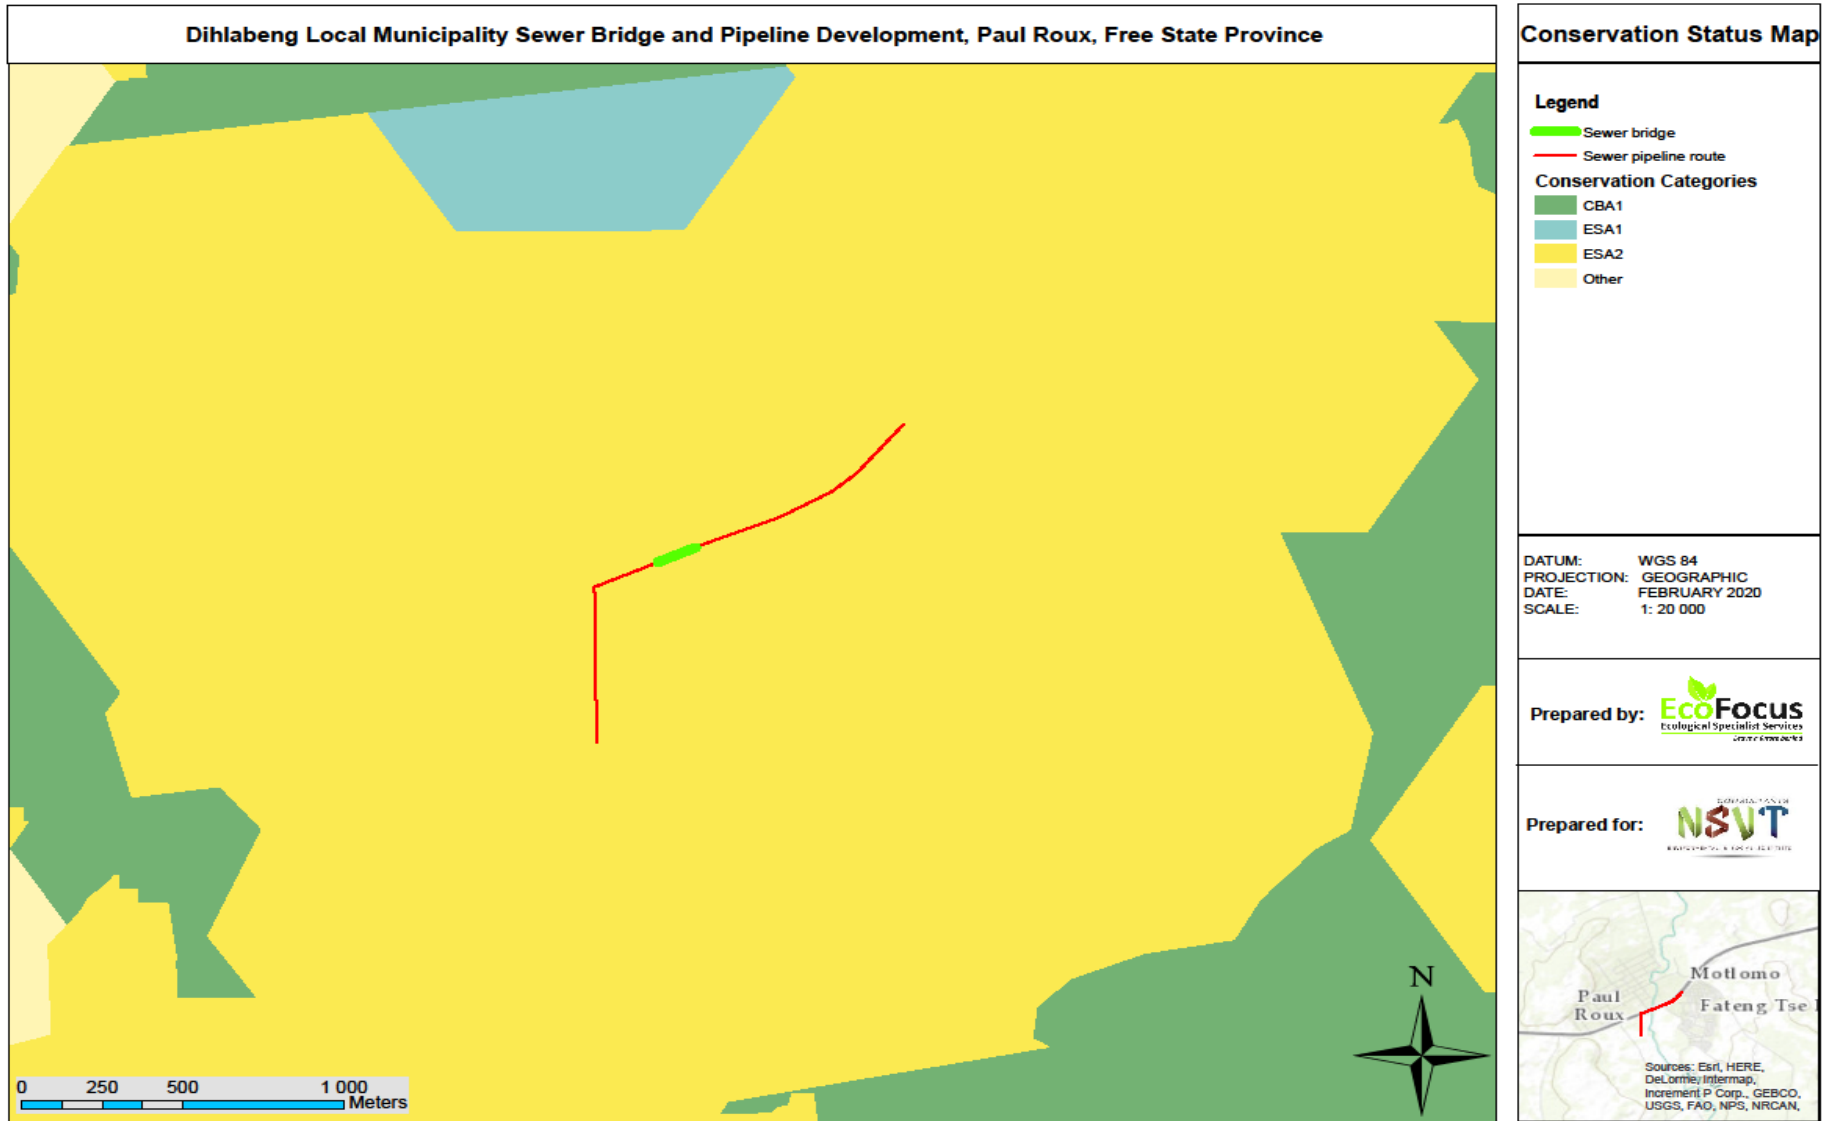 Dihlabeng Local Municipality Sewer Bridge and Pipeline Development, Paul Roux, Free State Province
N
0 250 500 1 000
Meters
Conservation Status Map
Legend
Sewer bridge
Sewer pipeline route
Conservation Categories
CBA1
ESA1
ESA2
Other
DATUM: WGS 84
PROJECTION: GEOGRAPHIC
DATE: FEBRUARY 2020
SCALE: 1: 20 000
Prepared by:
EcoFocus
Ecological Specialist Services
Prepared for:
NSVT
Motlomo
Paul
Roux
Fateng Tse
Sources: Esri, HERE,
DeLorme, Intermap,
Increment P Corp., GEBCO,
USGS, FAO, NPS, NRCAN,